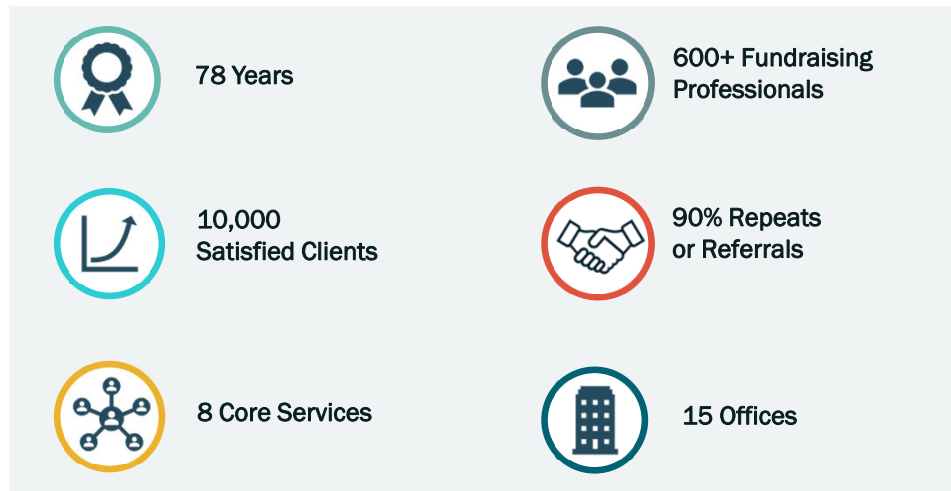 78 Years
600+ Fundraising
Professionals
10,000
Satisfied Clients
90% Repeats
or Referrals
8 Core Services
15 Offices